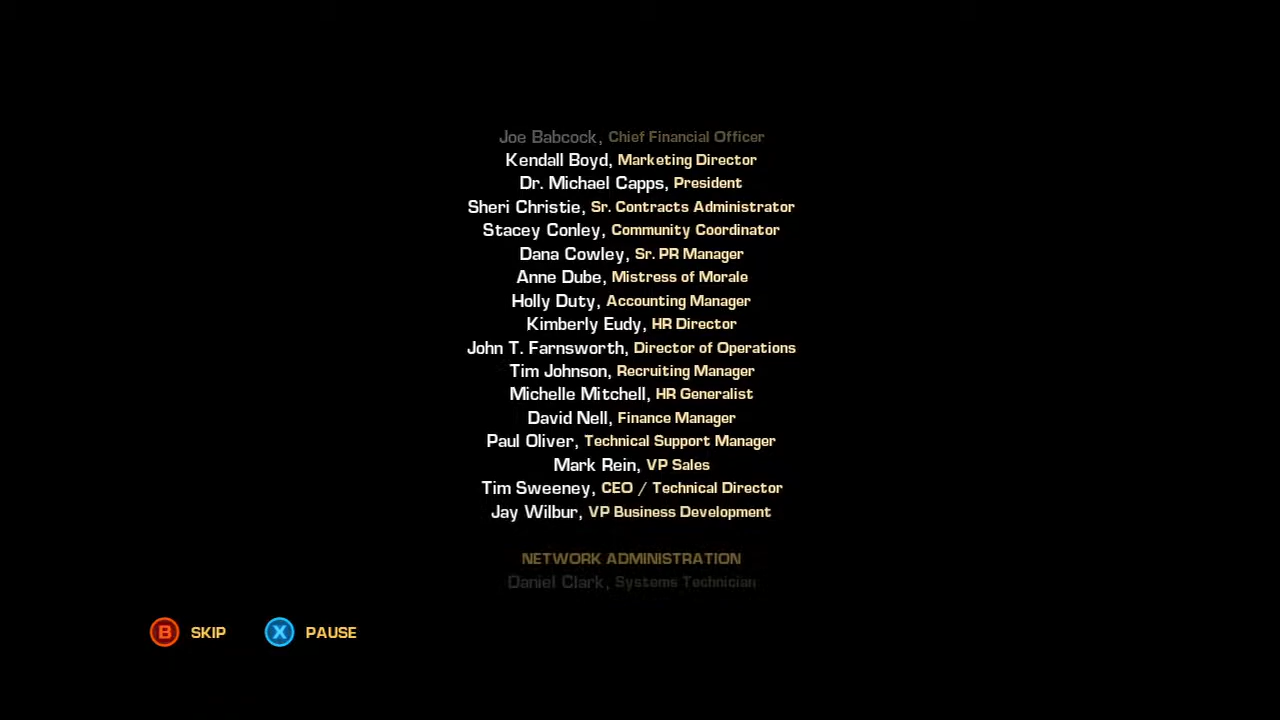 Joe Babcock, Chief Financial Officer
Kendall Boyd, Marketing Director
Dr. Michael Capps, President
Sheri Christie, Sr. Contracts Administrator
Stacey Conley, Community Coordinator
Dana Cowley, Sr. PR Manager
Anne Dube, Mistress of Morale
Holly Duty, Accounting Manager
Kimberly Eudy, HR Director
John T. Farnsworth, Director of Operations
Tim Johnson, Recruiting Manager
Michelle Mitchell, HR Generalist
David Nell, Finance Manager
Paul Oliver, Technical Support Manager
Mark Rein, VP Sales
Tim Sweeney, CEO / Technical Director
Jay Wilbur, VP Business Development
NETWORK ADMINISTRATION
Daniel Clark, Systems Technician
B SKIP X PAUSE